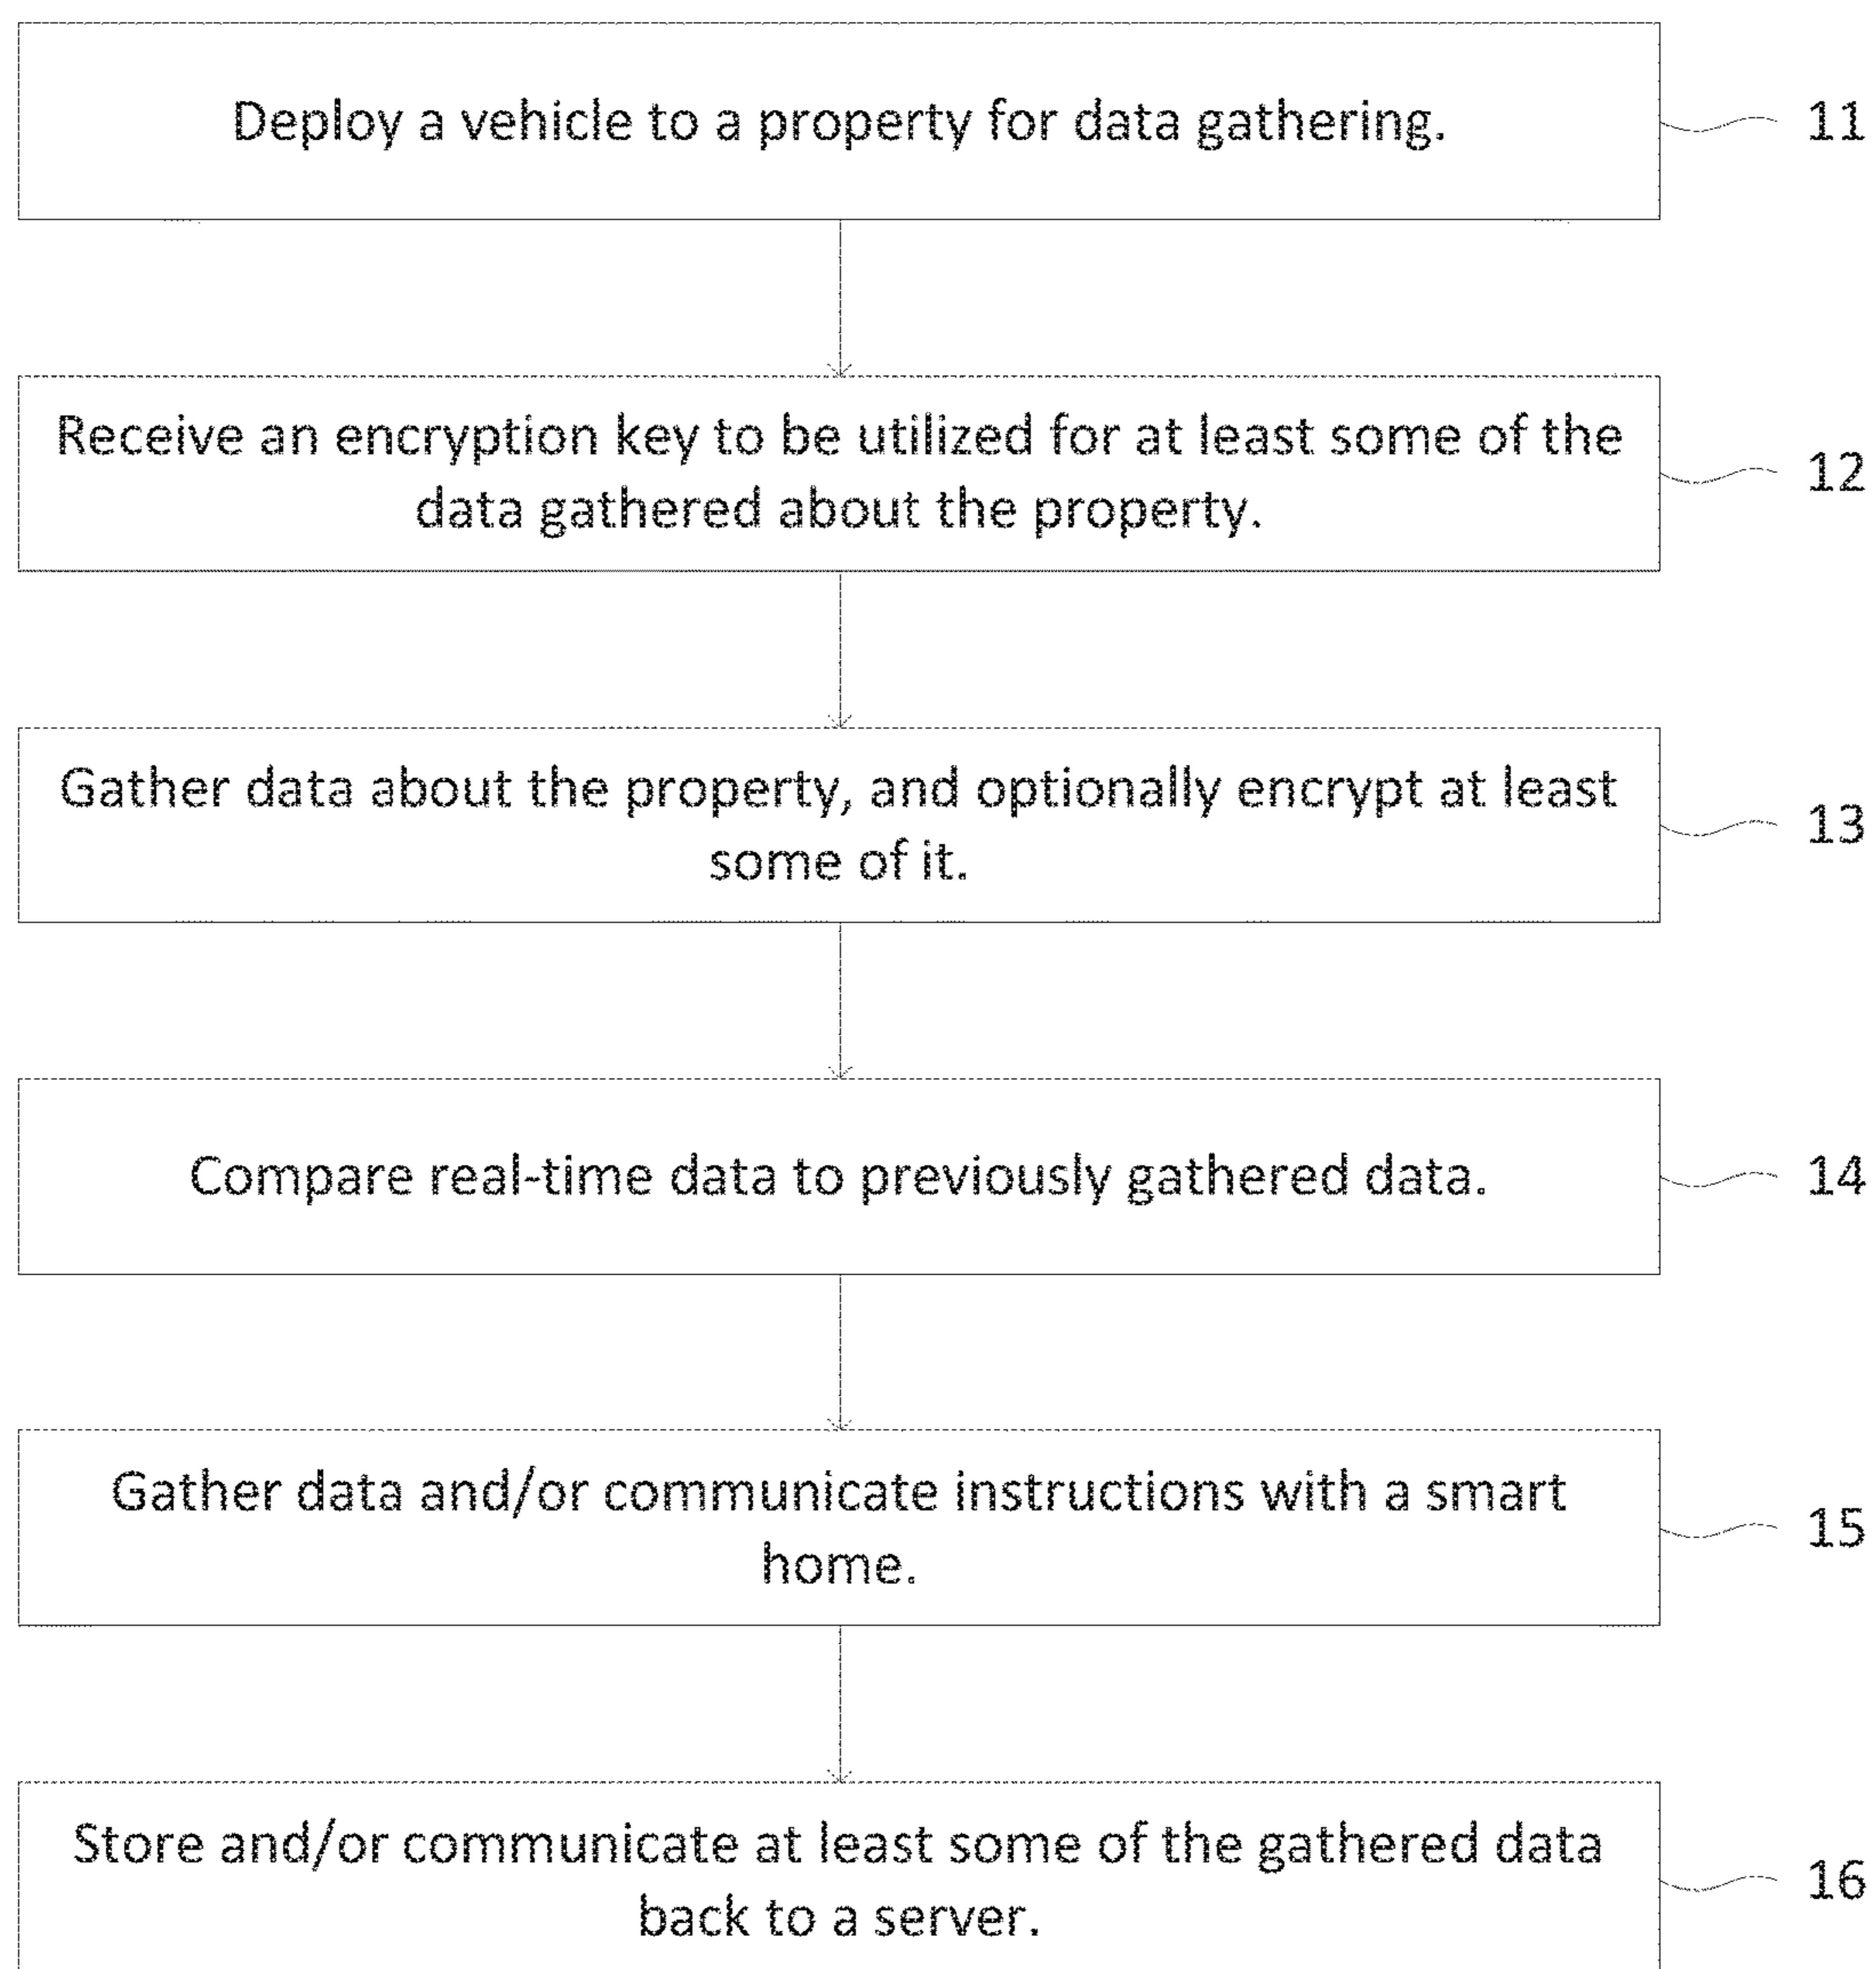 Deploy a vehicle to a property for data gathering.
11
Receive an encryption key to be utilized for at least some of the
data gathered about the property.
12
Gather data about the property, and optionally encrypt at least
some of it.
13
Compare real-time data to previously gathered data.
14
Gather data and/or communicate instructions with a smart
home.
15
Store and/or communicate at least some of the gathered data
back to a server.
16